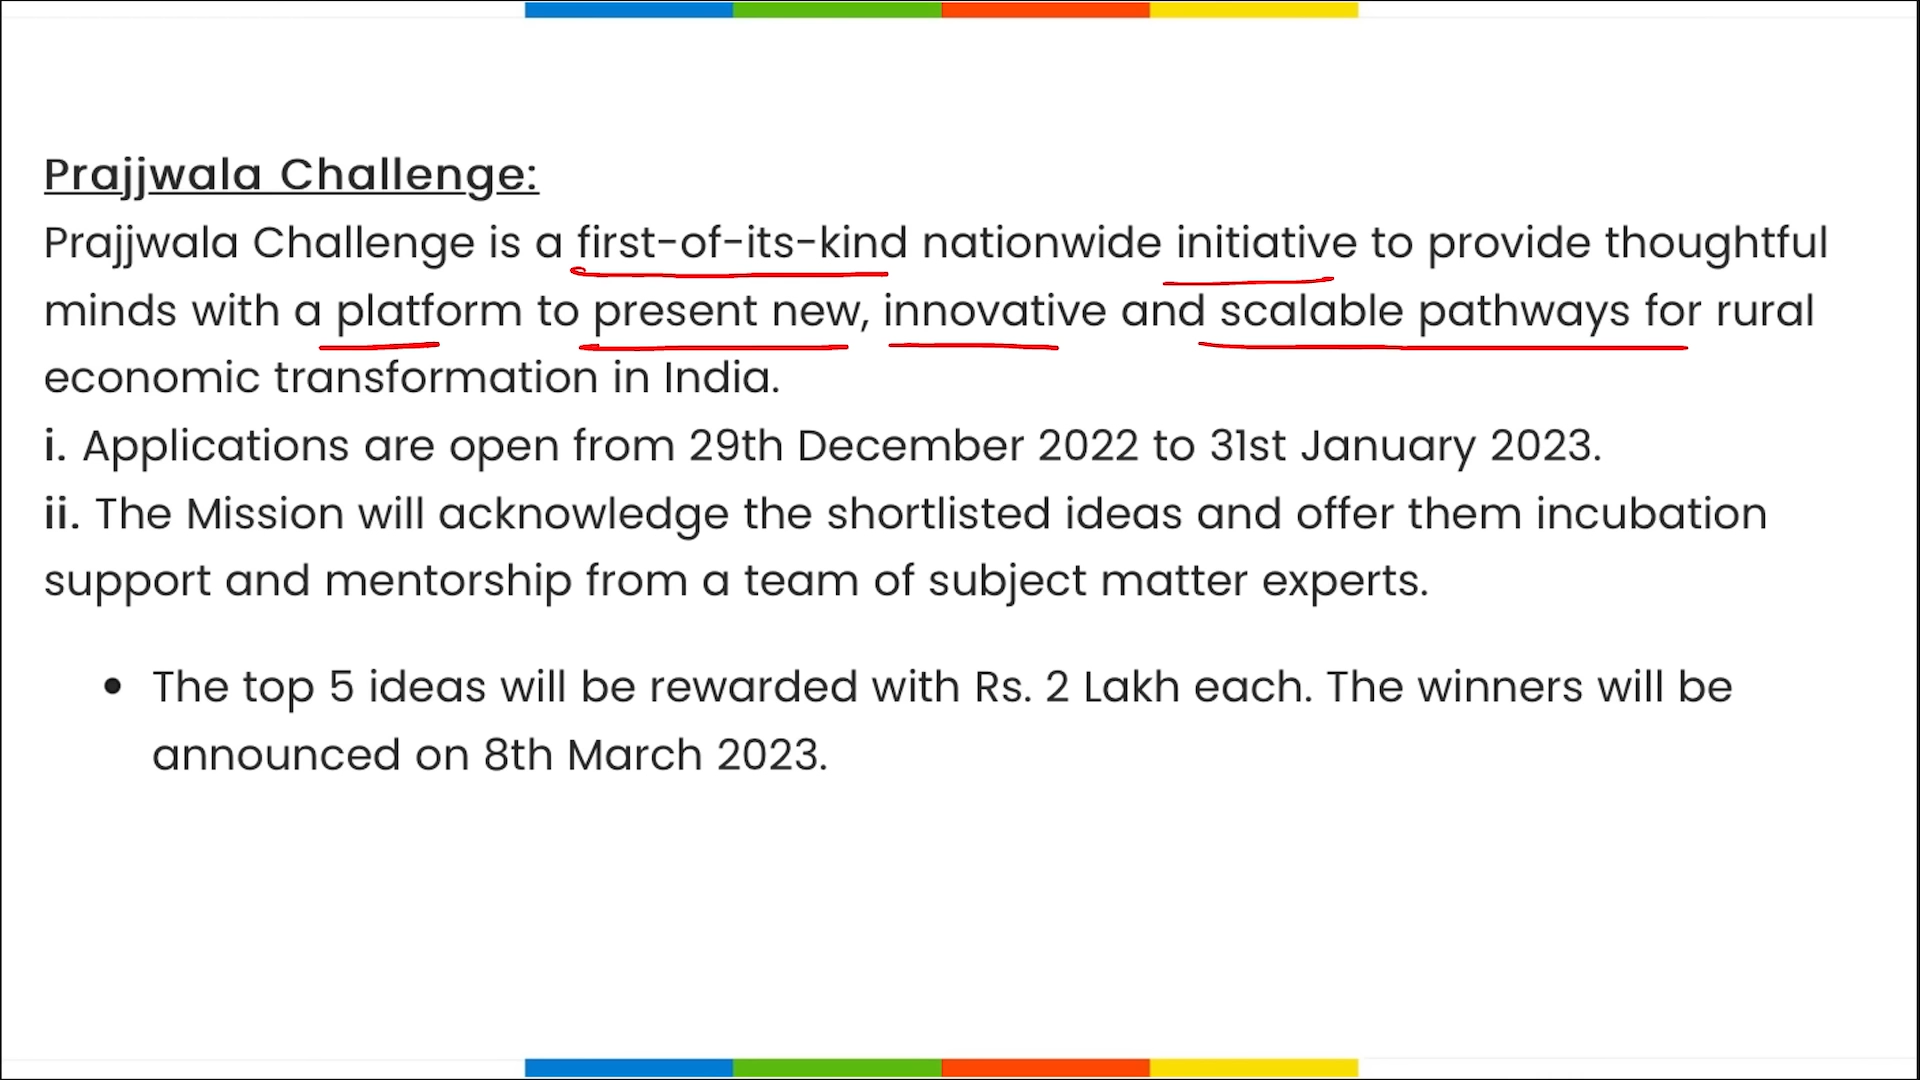 Prajjwala Challenge:
Prajjwala Challenge is a first-of-its-kind nationwide initiative to provide thoughtful
minds with a platform to present new, innovative and scalable pathways for rural
economic transformation in India.
i. Applications are open from 29th December 2022 to 31st January 2023.
ii. The Mission will acknowledge the shortlisted ideas and offer them incubation
support and mentorship from a team of subject matter experts.
• The top 5 ideas will be rewarded with Rs. 2 Lakh each. The winners will be
announced on 8th March 2023.